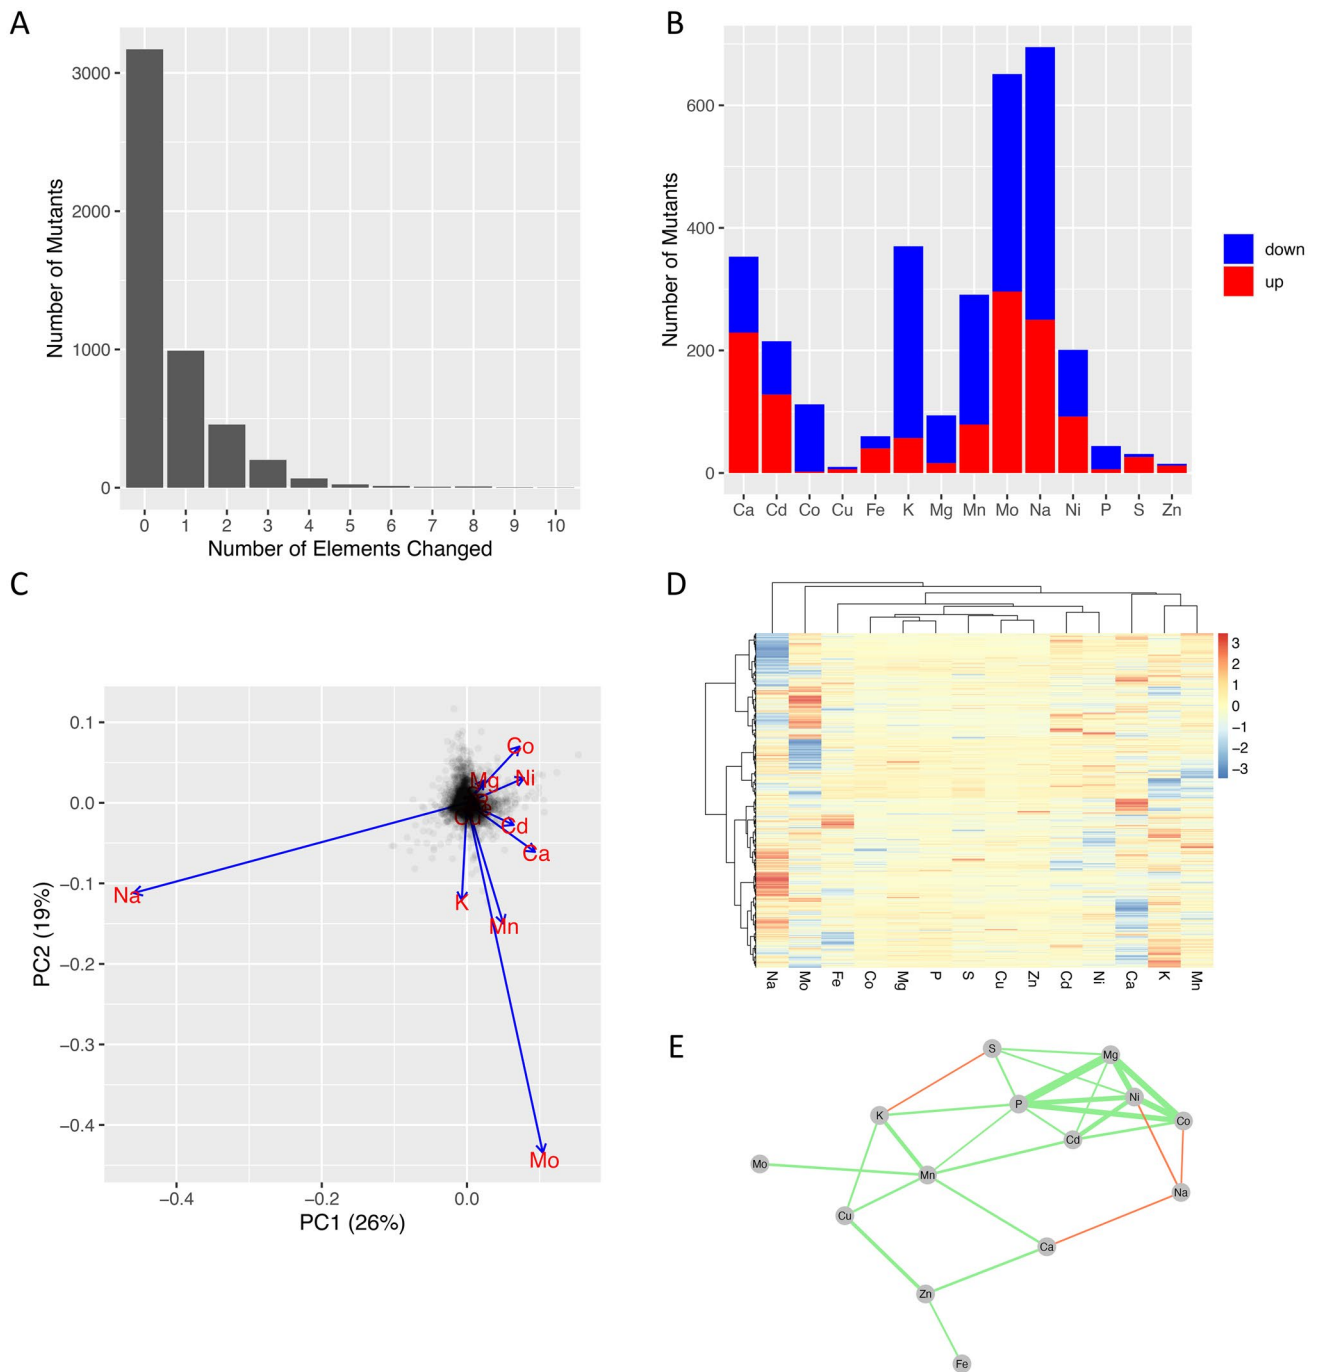 A
Number of Mutants
3000
2000
1000
0
0 1 2 3 4 5 6 7 8 9 10
Number of Elements Changed
B
Number of Mutants
600
400
200
0
Ca Cd Co Cu Fe K Mg Mn Mo Na Ni P S Zn
down
up
C
PC2 (19%)
0.1
0.0
−0.1
−0.2
−0.3
−0.4
Co
Mg
Ni
Cd
Ca
Na
K
Mn
Mo
−0.4 −0.2 0.0
PC1 (26%)
D
3
2
1
0
−1
−2
−3
Na Mo Fe Co Mg P S Cu Zn Cd Ni Ca K Mn
E
S
Mg
Ni
P
K
Co
Cd
Mo
Mn
Na
Cu
Ca
Zn
Fe